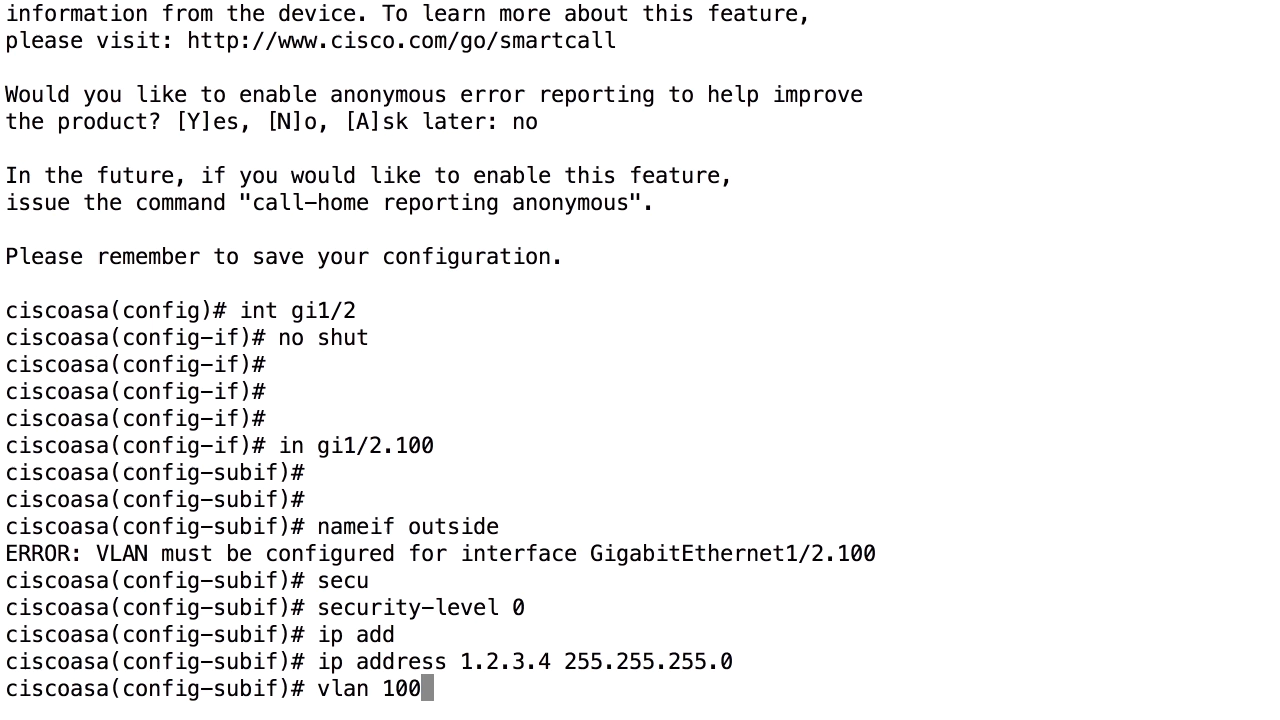 information from the device. To learn more about this feature,
please visit: http://www.cisco.com/go/smartcall
Would you like to enable anonymous error reporting to help improve
the product? [Y]es, [N]o, [A]sk later: no
In the future, if you would like to enable this feature,
issue the command "call-home reporting anonymous".
Please remember to save your configuration.
ciscoasa(config)# int gi1/2
ciscoasa(config-if)# no shut
ciscoasa(config-if)#
ciscoasa(config-if)#
ciscoasa(config-if)#
ciscoasa(config-if)# in gi1/2.100
ciscoasa(config-subif)#
ciscoasa(config-subif)#
ciscoasa(config-subif)# nameif outside
ERROR: VLAN must be configured for interface GigabitEthernet1/2.100
ciscoasa(config-subif)# secu
ciscoasa(config-subif)# security-level 0
ciscoasa(config-subif)# ip add
ciscoasa(config-subif)# ip address 1.2.3.4 255.255.255.0
ciscoasa(config-subif)# vlan 100